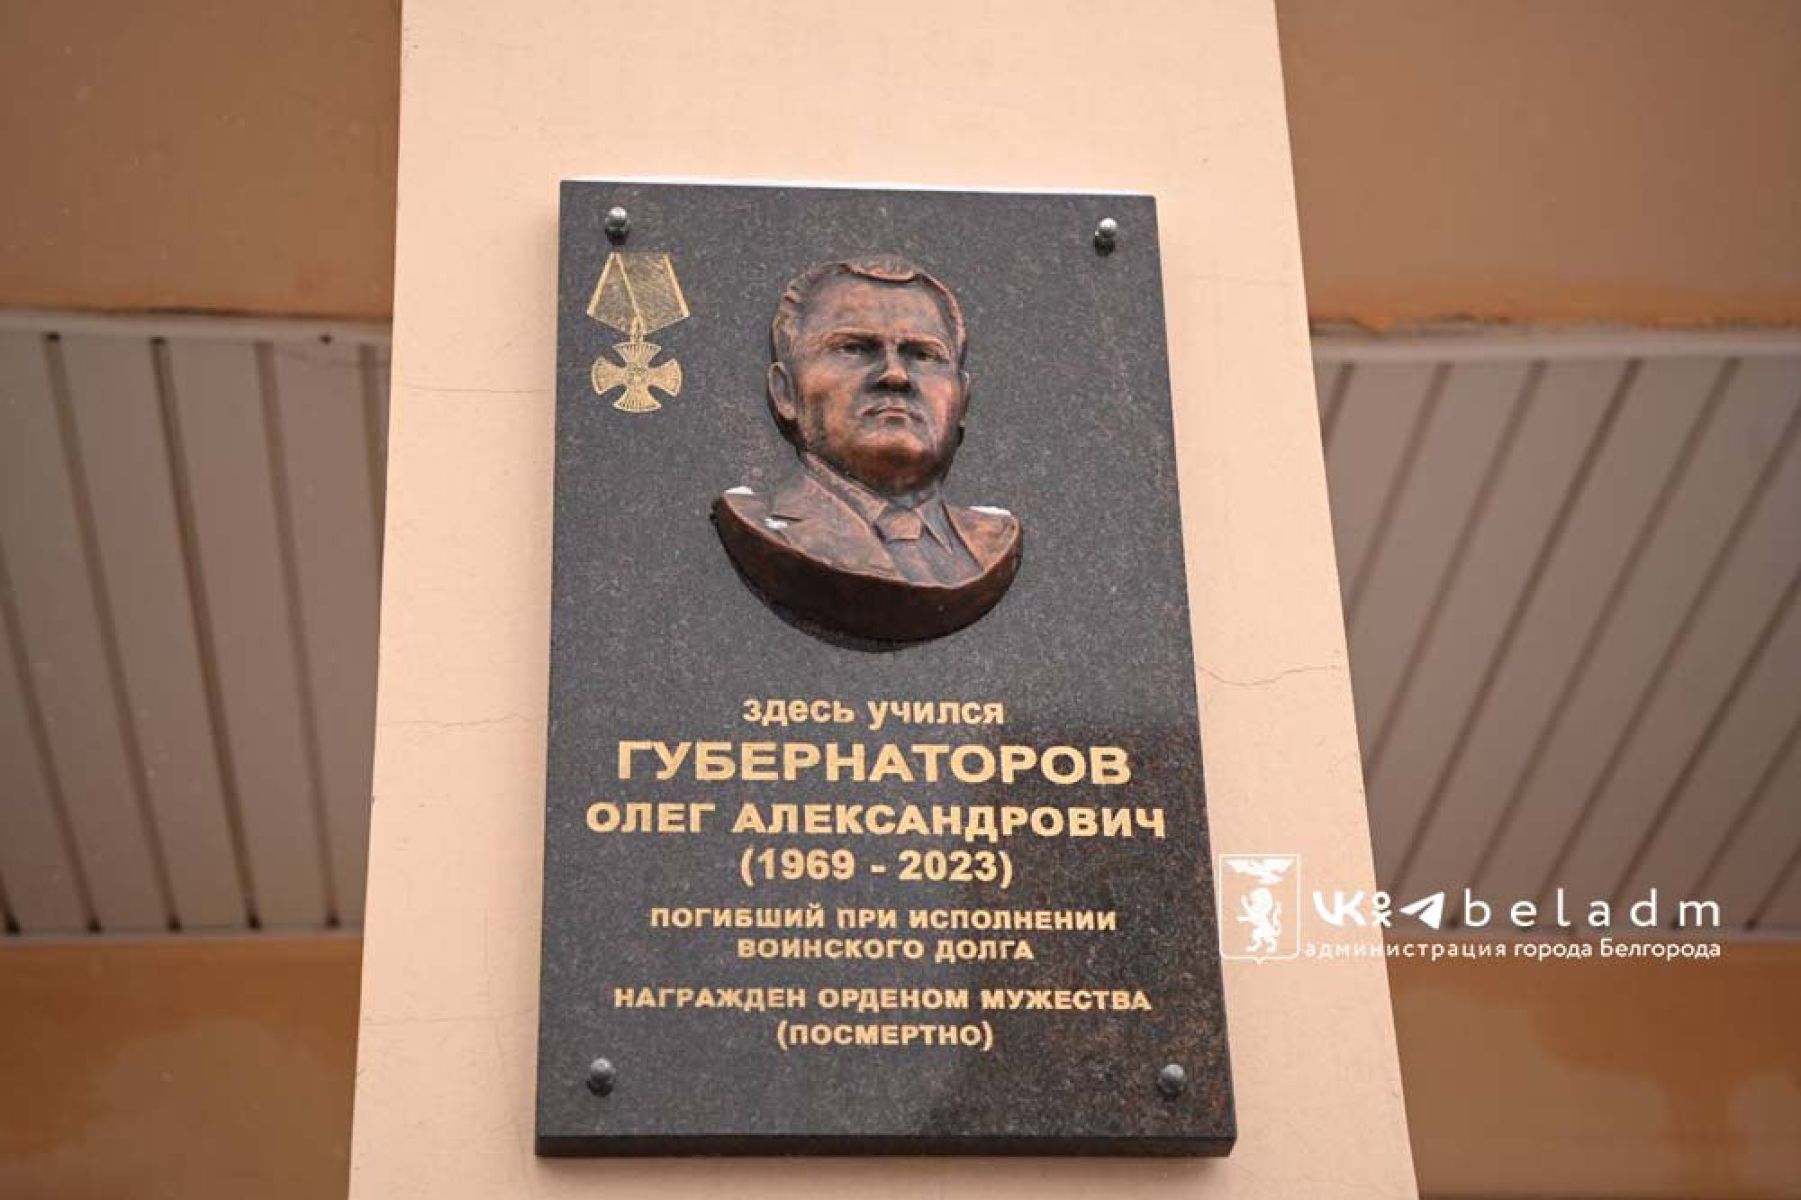 здесь учился
ГУБЕРНАТОРОВ
ОЛЕГ АЛЕКСАНДРОВИЧ
(1969 - 2023)
ПОГИБШИЙ ПРИ ИСПОЛНЕНИИ
ВОИНСКОГО ДОЛГА
НАГРАЖДЕН ОРДЕНОМ МУЖЕСТВА
(ПОСМЕРТНО)
beladm
администрация города Белгорода